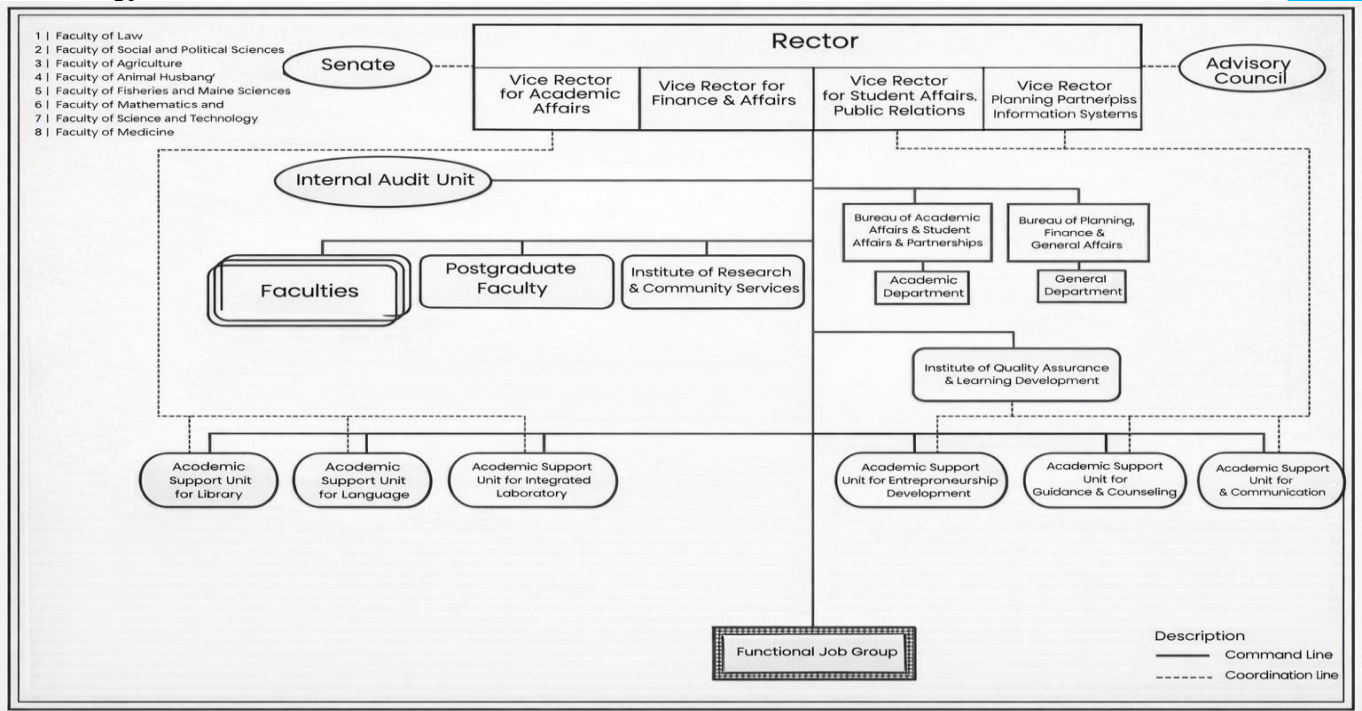 1 | Faculty of Law
2 | Faculty of Social and Political Sciences
3 | Faculty of Agriculture
4 | Faculty of Animal Husbang'
5 | Faculty of Fisheries and Maine Sciences
6 | Faculty of Mathematics and
7 | Faculty of Science and Technology
8 | Faculty of Medicine
Senate
Rector
Advisory
Council
Vice Rector
for Academic
Affairs
Vice Rector for
Finance & Affairs
Vice Rector
for Student Affairs,
Public Relations
Vice Rector
Planning Partner/piss
Information Systems
Internal Audit Unit
Bureau of Academic
Affairs & Student
Affairs & Partnerships
Bureau of Planning,
Finance &
General Affairs
Academic
Department
General
Department
Faculties
Postgraduate
Faculty
Institute of Research
& Community Services
Institute of Quality Assurance
& Learning Development
Acodemic
Support Unit
for Library
Acodemic
Support Unit
for Language
Academic Support
Unit for Integrated
Laboratory
Academic Support
Unit for Entreproneurship
Development
Academic Support
Unit for
Guidance & Counseling
Academic Support
Unit for
& Communication
Functional Job Group
Description
Command Line
Coordination Line